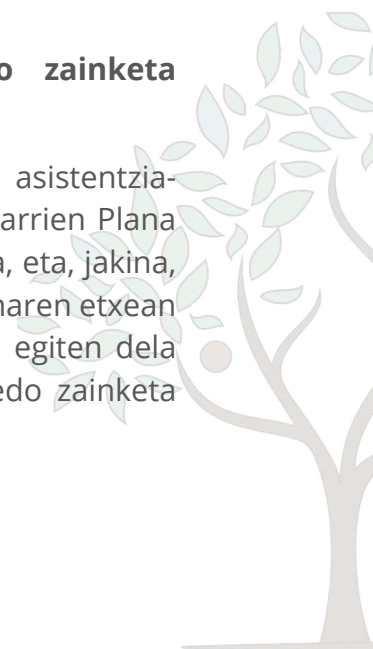 o zainketa
asistentzia-
arrien Plana
a, eta, jakina,
naren etxean
egiten dela
edo zainketa